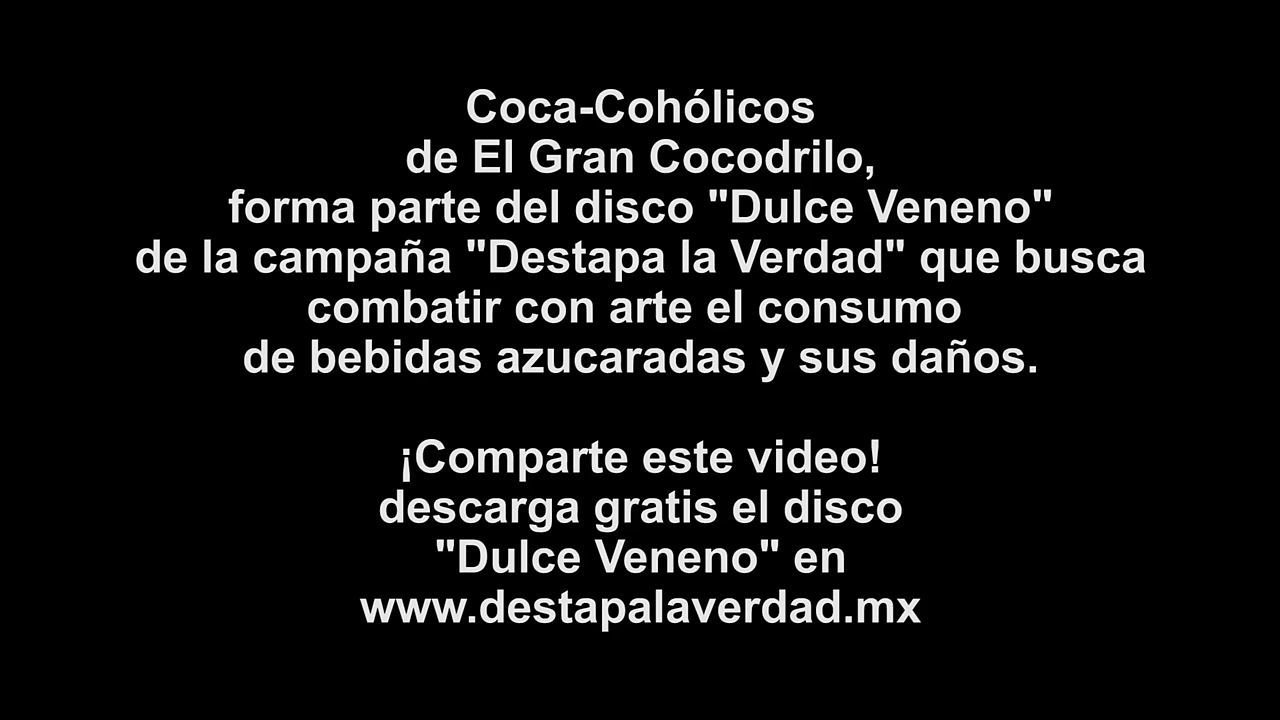 Coca-Cohólicos
de El Gran Cocodrilo,
forma parte del disco "Dulce Veneno"
de la campaña "Destapa la Verdad" que busca
combatir con arte el consumo
de bebidas azucaradas y sus daños.
¡Comparte este video!
descarga gratis el disco
"Dulce Veneno" en
www.destapalaverdad.mx